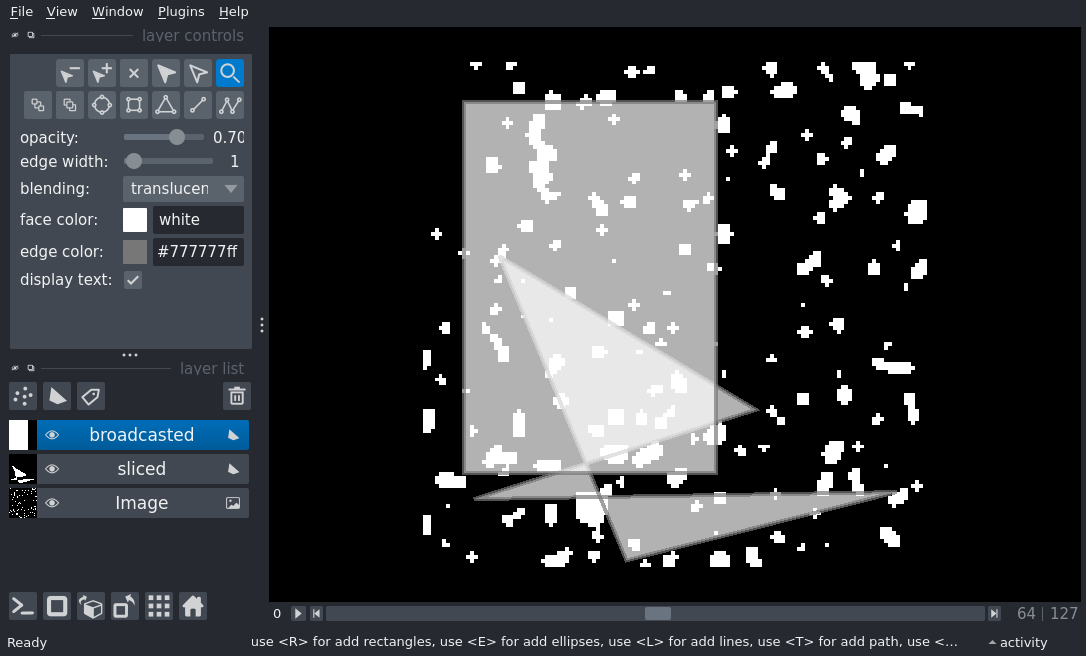 File View Window Plugins Help
layer controls
opacity: 0.70
edge width: 1
blending: translucen
face color: white
edge color: #777777ff
display text:
layer list
broadcasted
sliced
Image
0 64 127
Ready use <R> for add rectangles, use <E> for add ellipses, use <L> for add lines, use <T> for add path, use <... activity